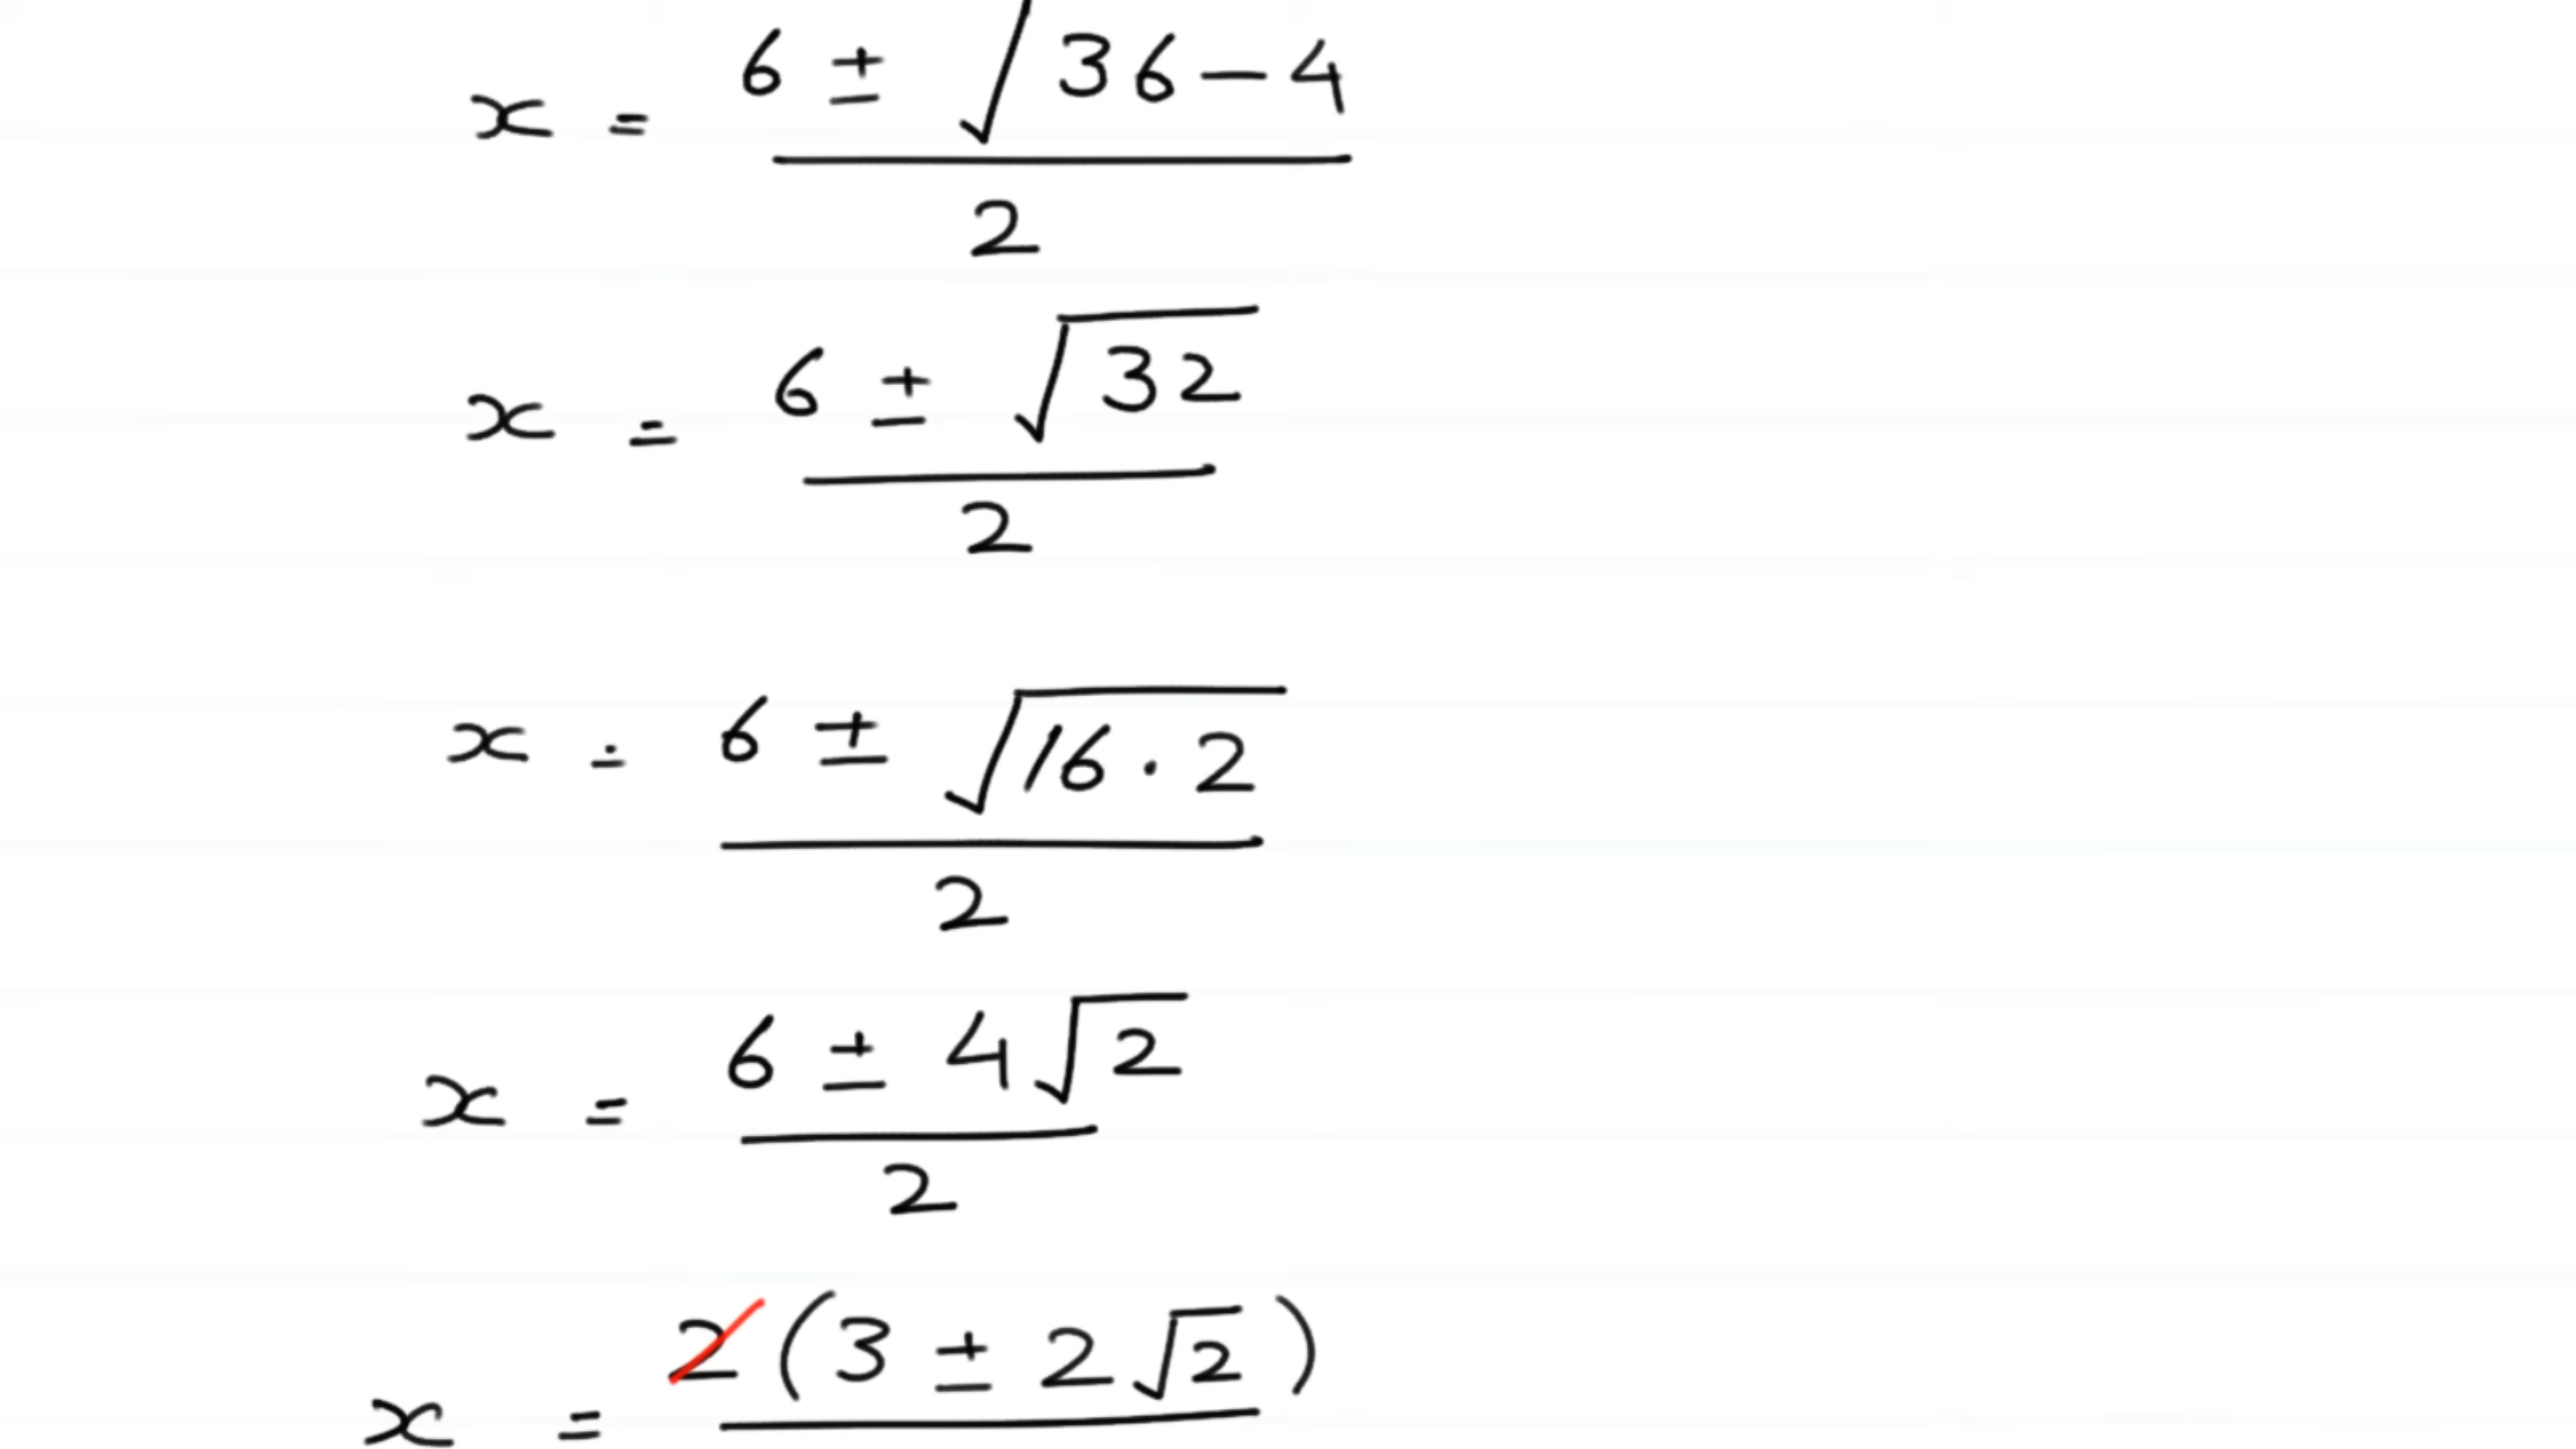 x = 6 ± √36 - 4
2
x = 6 ± √32
2
x = 6 ± √16 · 2
2
x = 6 ± 4√2
2
x = 2(3 ± 2√2)